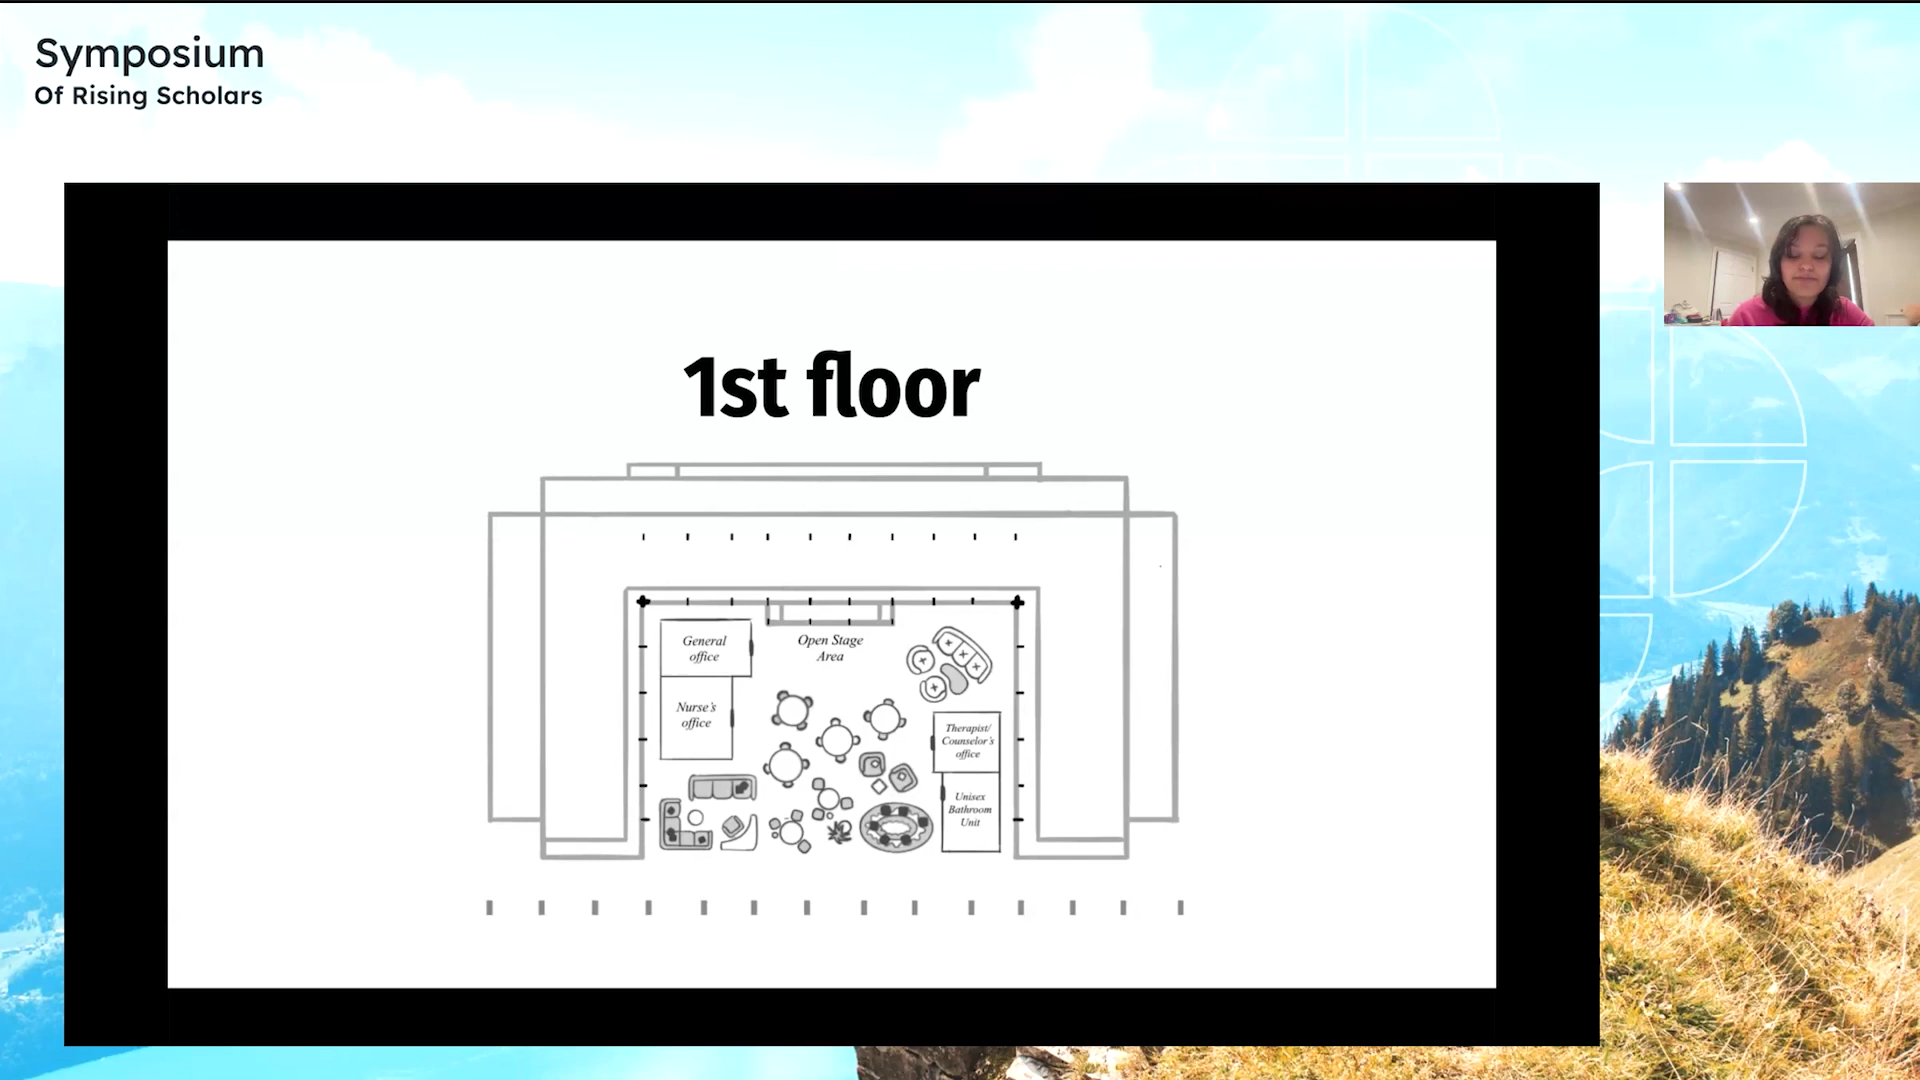 Symposium
Of Rising Scholars
1st floor
General
office
Open Stage
Area
Nurse's
office
Therapist/
Counselor's
office
Unisex
Bathroom
Unit